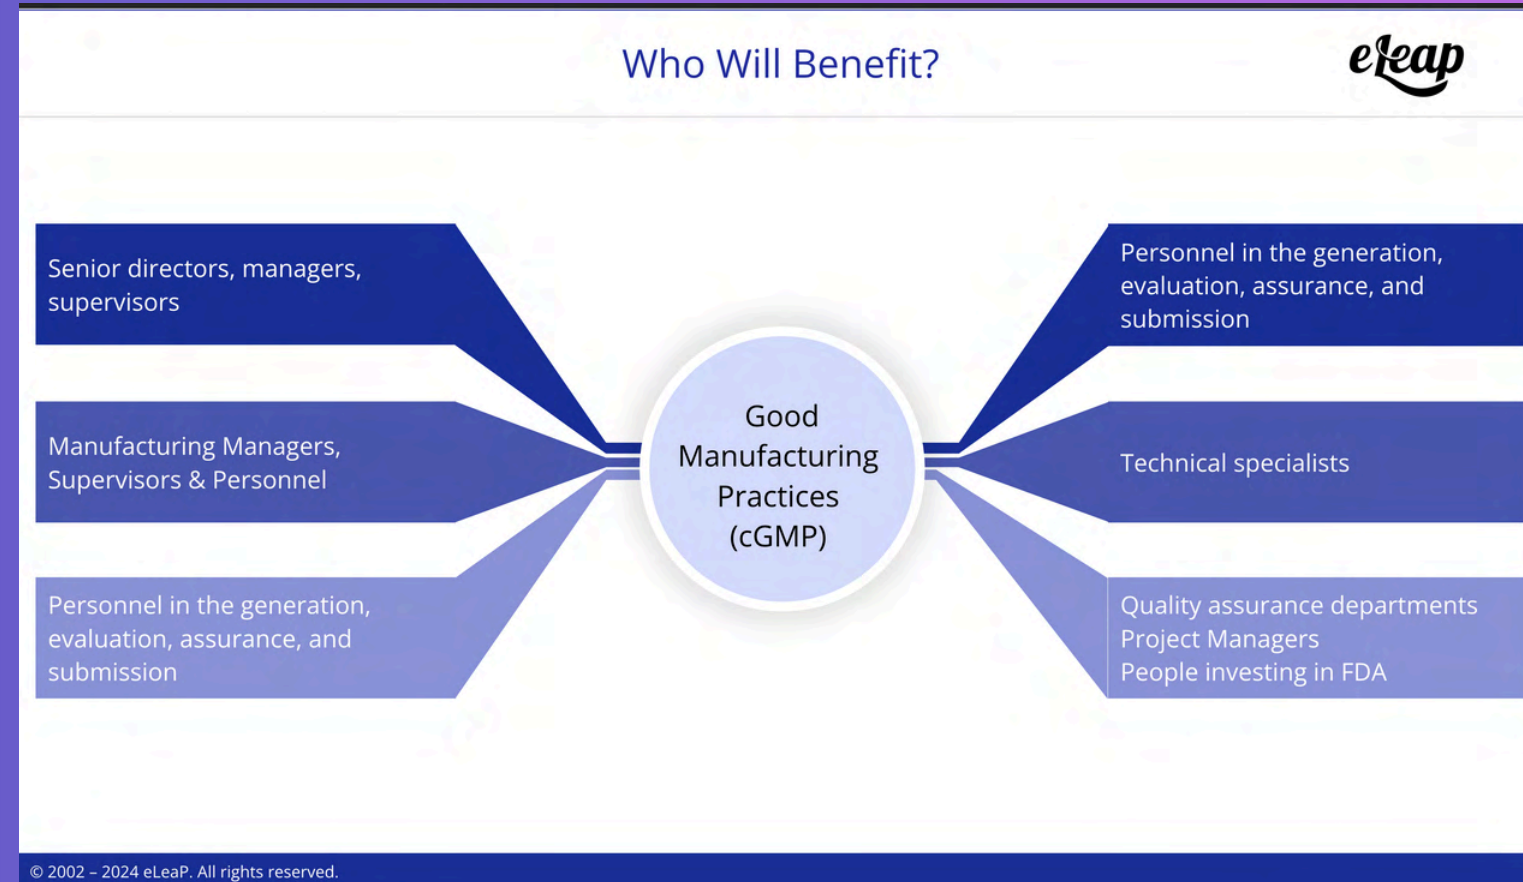 Who Will Benefit?
eLeaP
Senior directors, managers,
supervisors
Manufacturing Managers,
Supervisors & Personnel
Personnel in the generation,
evaluation, assurance, and
submission
Good
Manufacturing
Practices
(cGMP)
Personnel in the generation,
evaluation, assurance, and
submission
Technical specialists
Quality assurance departments
Project Managers
People investing in FDA
© 2002 – 2024 eLeaP. All rights reserved.